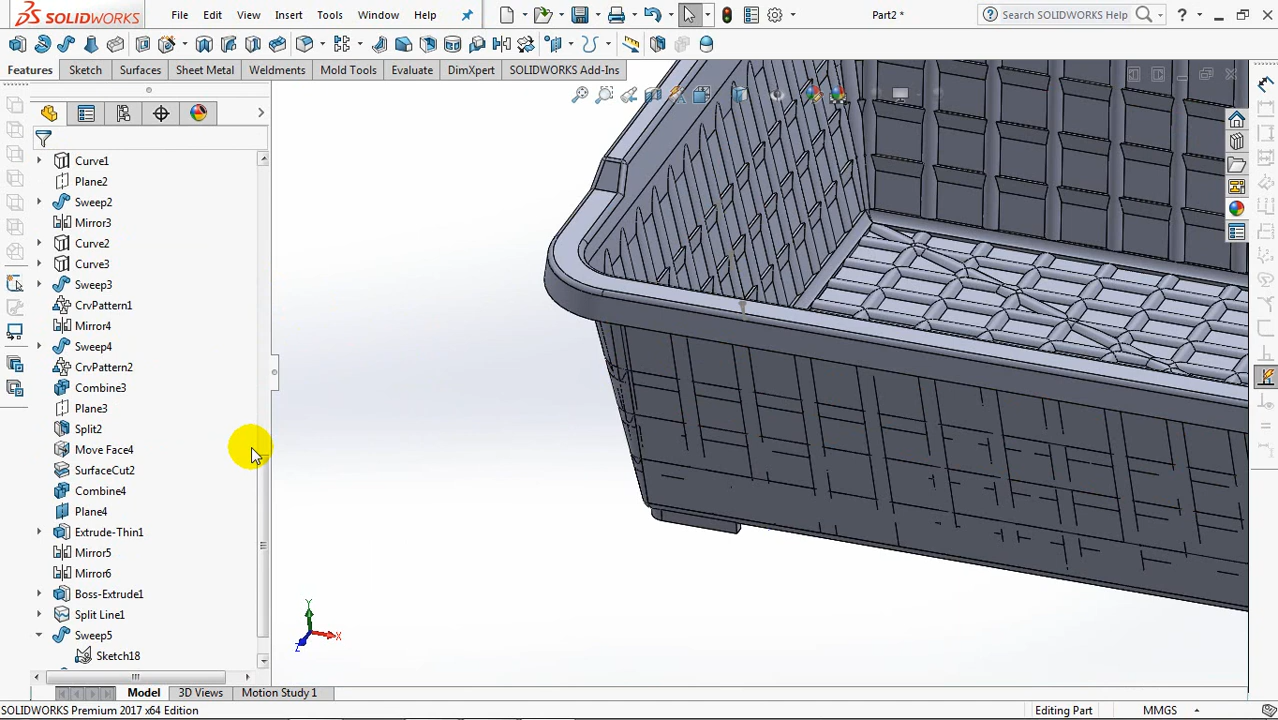 DS SOLIDWORKS File Edit View Insert Tools Window Help Part2 * Search SOLIDWORKS Help ?
Features Sketch Surfaces Sheet Metal Weldments Mold Tools Evaluate DimXpert SOLIDWORKS Add-Ins
Curve1
Plane2
Sweep2
Mirror3
Curve2
Curve3
Sweep3
CrvPattern1
Mirror4
Sweep4
CrvPattern2
Combine3
Plane3
Split2
Move Face4
SurfaceCut2
Combine4
Plane4
Extrude-Thin1
Mirror5
Mirror6
Boss-Extrude1
Split Line1
Sweep5
Sketch18
Y
X
Z
Model 3D Views Motion Study 1
SOLIDWORKS Premium 2017 x64 Edition Editing Part MMGS